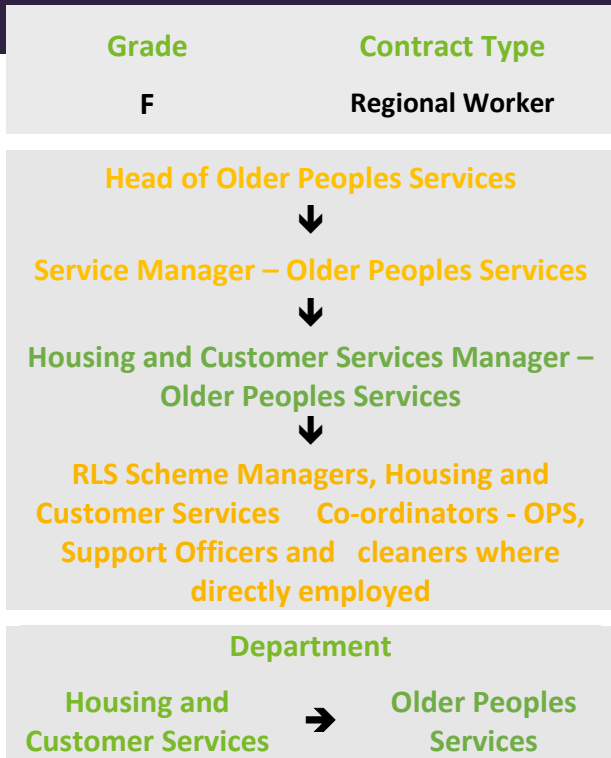 Grade Contract Type
F Regional Worker
Head of Older Peoples Services
↓
Service Manager – Older Peoples Services
↓
Housing and Customer Services Manager –
Older Peoples Services
↓
RLS Scheme Managers, Housing and
Customer Services Co-ordinators - OPS,
Support Officers and cleaners where
directly employed
Department
Housing and
Customer Services
➔
Older Peoples
Services